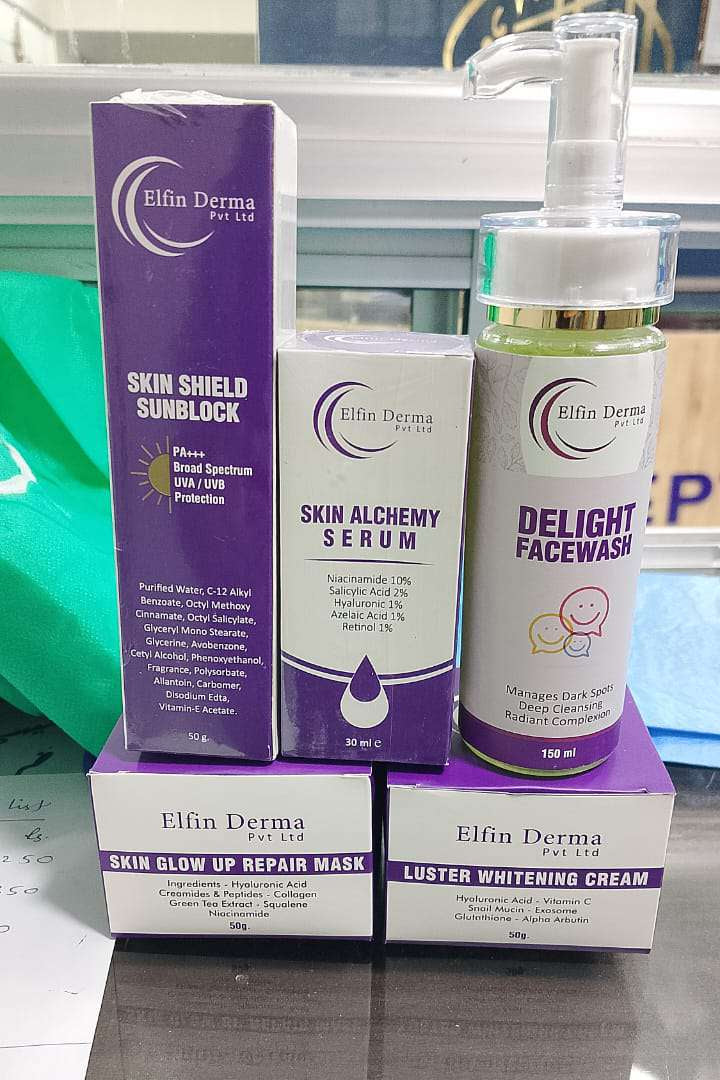 Elfin Derma
Pvt Ltd
SKIN SHIELD
SUNBLOCK
PA+++
Broad Spectrum
UVA / UVB
Protection
Purified Water, C-12 Alkyl
Benzoate, Octyl Methoxy
Cinnamate, Octyl Salicylate,
Glyceryl Mono Stearate,
Glycerine, Avobenzone,
Cetyl Alcohol, Phenoxyethanol,
Fragrance, Polysorbate,
Allantoin, Carbomer,
Disodium Edta,
Vitamin-E Acetate.
50 g.
Elfin Derma
Pvt Ltd
SKIN ALCHEMY
SERUM
Niacinamide 10%
Salicylic Acid 2%
Hyaluronic 1%
Azelaic Acid 1%
Retinol 1%
30 ml e
Elfin Derma
Pvt Ltd
DELIGHT
FACEWASH
Manages Dark Spots
Deep Cleansing
Radiant Complexion
150 ml
EPT
Elfin Derma
Pvt Ltd
SKIN GLOW UP REPAIR MASK
Ingredients - Hyaluronic Acid
Creamides & Peptides - Collagen
Green Tea Extract - Squalene
Niacinamide
50g.
Elfin Derma
Pvt Ltd
LUSTER WHITENING CREAM
Hyaluronic Acid - Vitamin C
Snail Mucin - Exosome
Glutathione - Alpha Arbutin
50g.
list
250
50